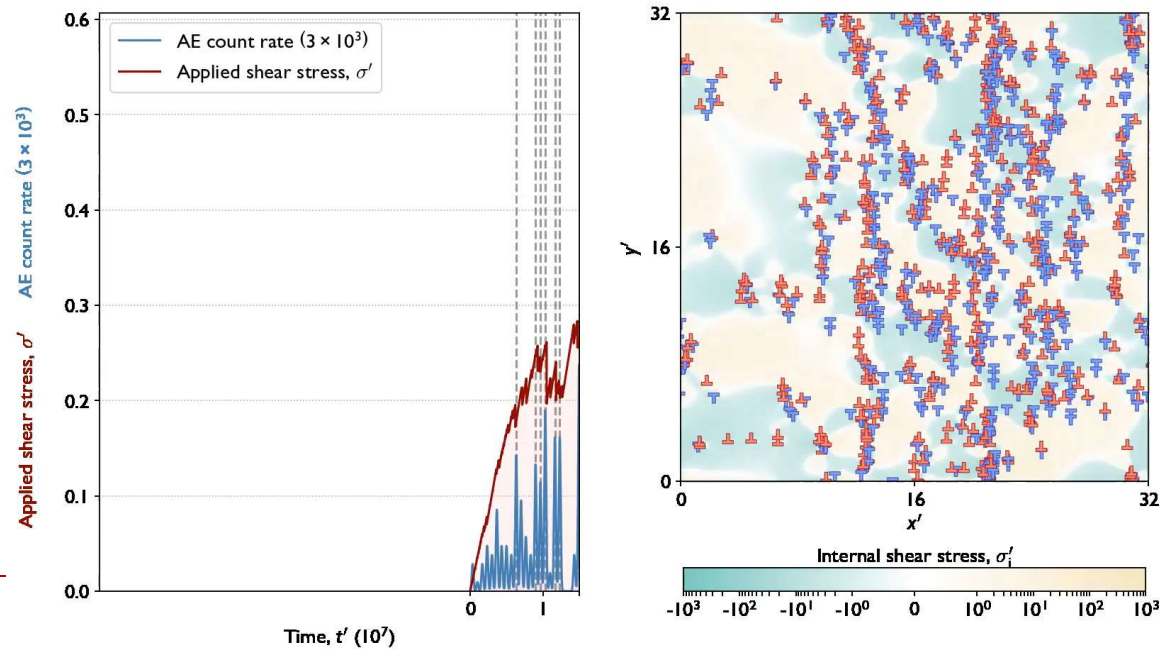 0.6
0.5
0.4
0.3
0.2
0.1
0.0
AE count rate (3 × 10³)
Applied shear stress, σ′
AE count rate (3 × 10³)
Applied shear stress, σ′
0 1
Time, t′ (10⁷)
32
16
0
y′
0 16 32
x′
Internal shear stress, σ′ᵢ
-10³ -10² -10¹ -10⁰ 0 10⁰ 10¹ 10² 10³